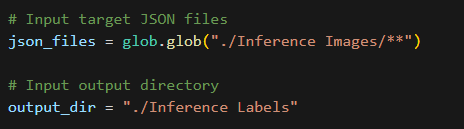 # Input target JSON files
json_files = glob.glob("./Inference Images/**")
# Input output directory
output_dir = "./Inference Labels"